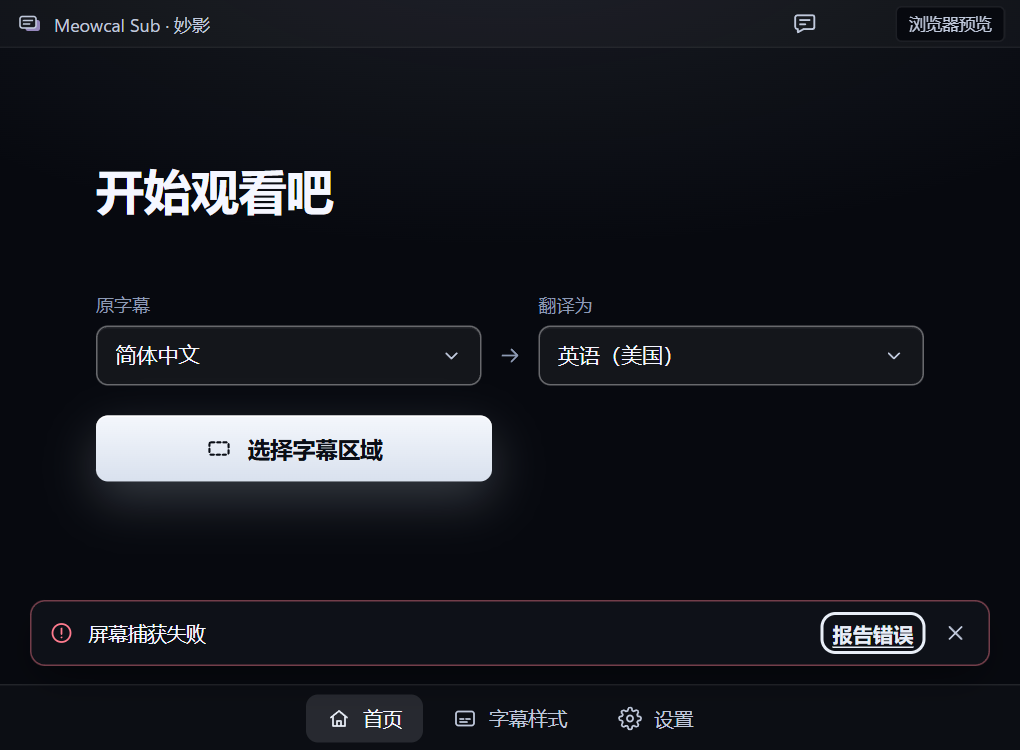 Meowcal Sub · 妙影
浏览器预览
开始观看吧
原字幕
翻译为
简体中文
英语（美国）
选择字幕区域
屏幕捕获失败
报告错误
首页
字幕样式
设置